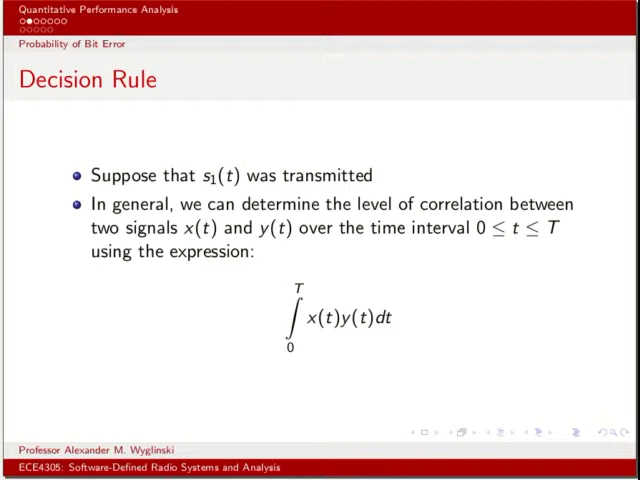 Quantitative Performance Analysis
Probability of Bit Error
Decision Rule
Suppose that s₁(t) was transmitted
In general, we can determine the level of correlation between
two signals x(t) and y(t) over the time interval 0 ≤ t ≤ T
using the expression:
T
∫ x(t)y(t)dt
0
Professor Alexander M. Wyglinski
ECE4305: Software-Defined Radio Systems and Analysis